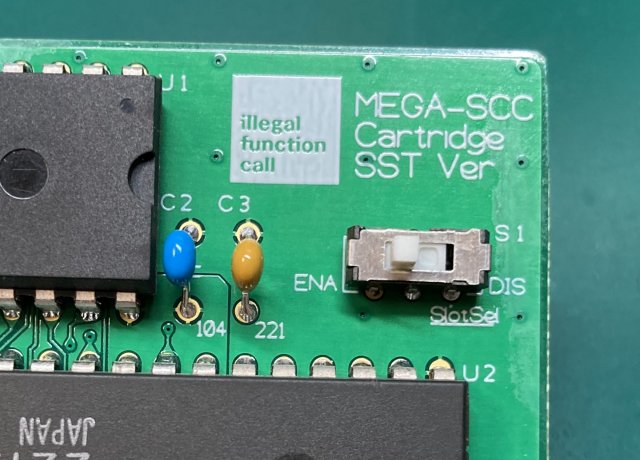 U1
illegal
function
call
MEGA-SCC
Cartridge
SST Ver
C2
C3
S1
ENA
DIS
SlotSel
104
221
U2
JAPAN